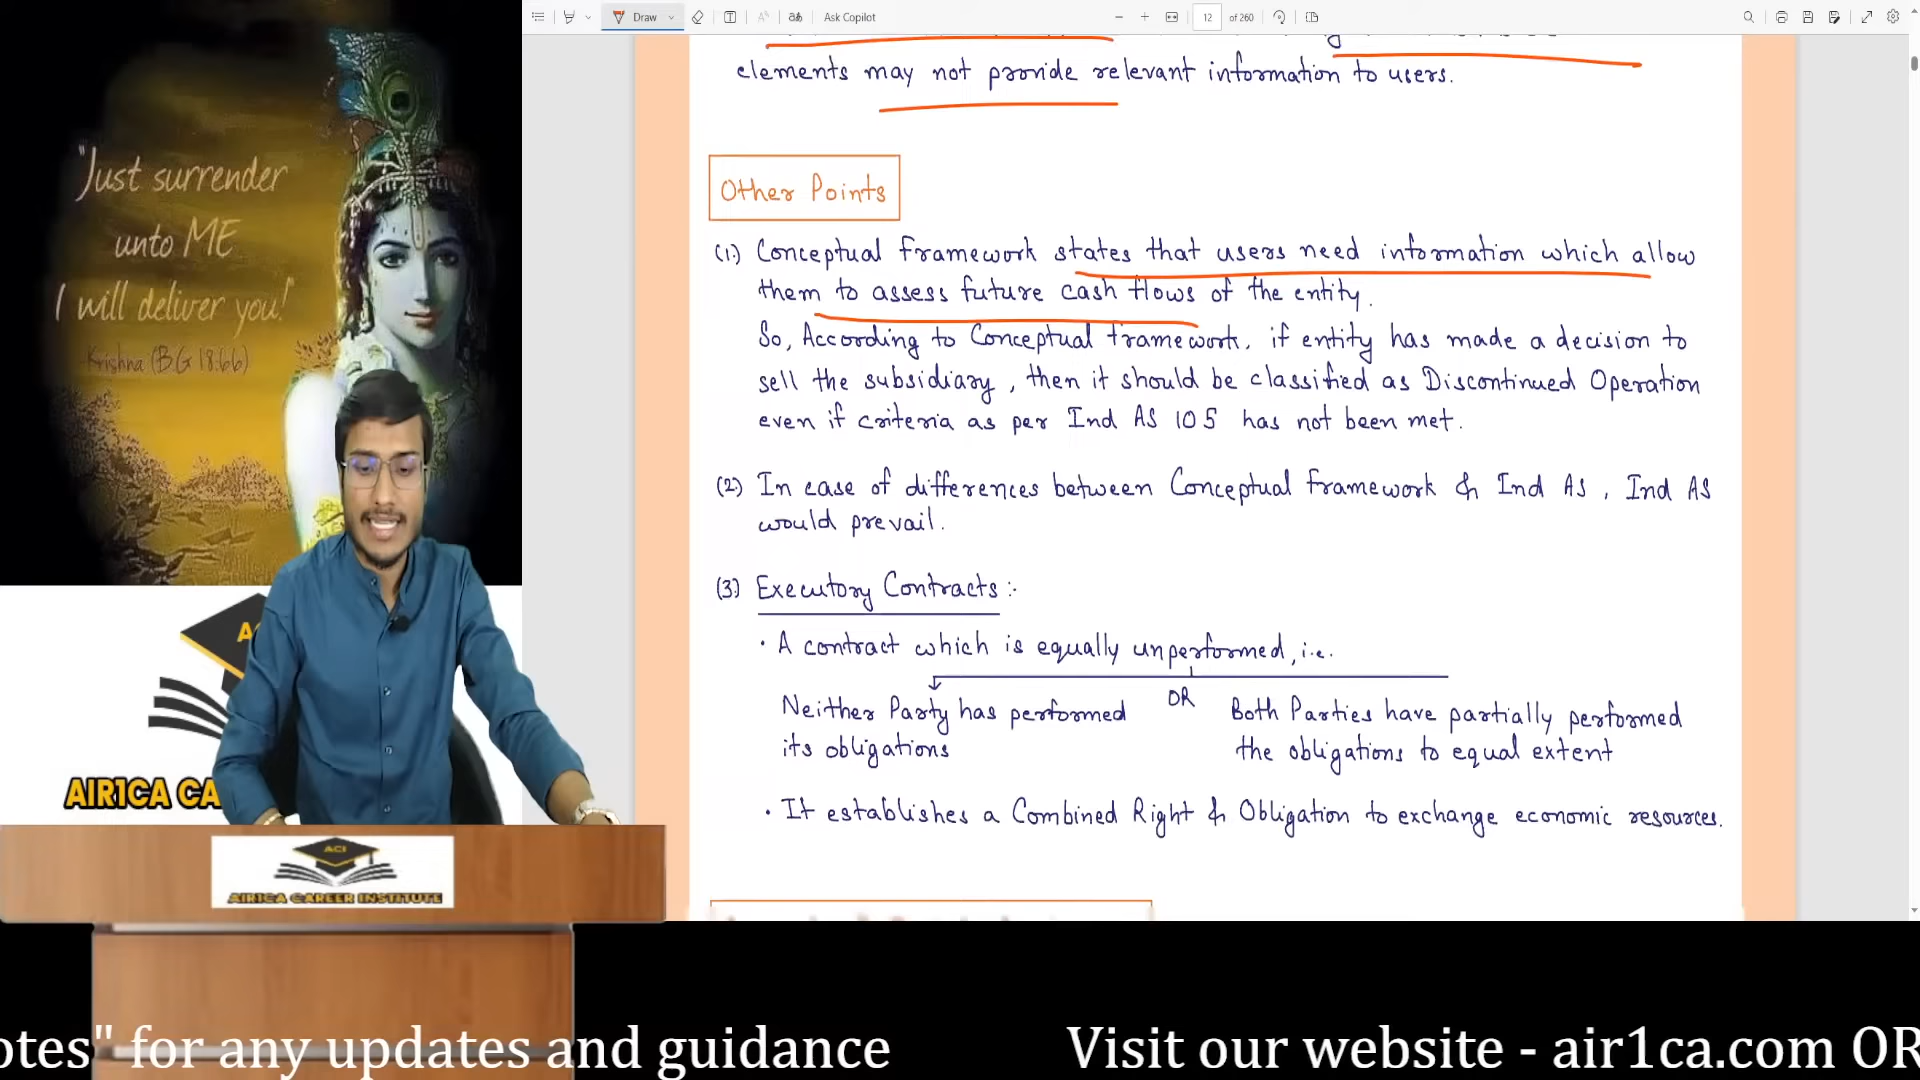 Draw
Ask Copilot
12
of 260
elements may not provide relevant information to users.
Other Points
(1.) Conceptual framework states that users need information which allow
them to assess future cash flows of the entity.
So, According to Conceptual framework, if entity has made a decision to
sell the subsidiary, then it should be classified as Discontinued Operation
even if criteria as per Ind AS 105 has not been met.
(2.) In case of differences between Conceptual framework & Ind AS, Ind AS
would prevail.
(3.) Executory Contracts :-
• A contract which is equally unperformed, i.e.
Neither Party has performed
its obligations
OR
Both Parties have partially performed
the obligations to equal extent
• It establishes a Combined Right & Obligation to exchange economic resources.
"Just surrender
unto ME
I will deliver you!"
- Krishna (B.G 18.66)
AIR1CA CA
ACI
AIR1CA CAREER INSTITUTE
otes" for any updates and guidance
Visit our website - air1ca.com OR